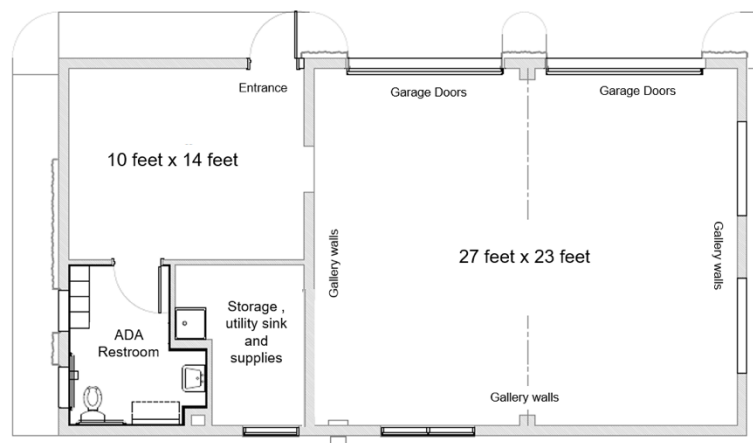 Entrance
Garage Doors
Garage Doors
10 feet x 14 feet
Gallery walls
27 feet x 23 feet
Gallery walls
Storage ,
utility sink
and
supplies
ADA
Restroom
Gallery walls